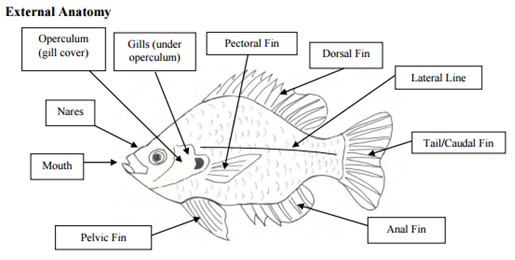 External Anatomy
Operculum
(gill cover)
Gills (under
operculum)
Pectoral Fin
Dorsal Fin
Lateral Line
Nares
Tail/Caudal Fin
Mouth
Pelvic Fin
Anal Fin